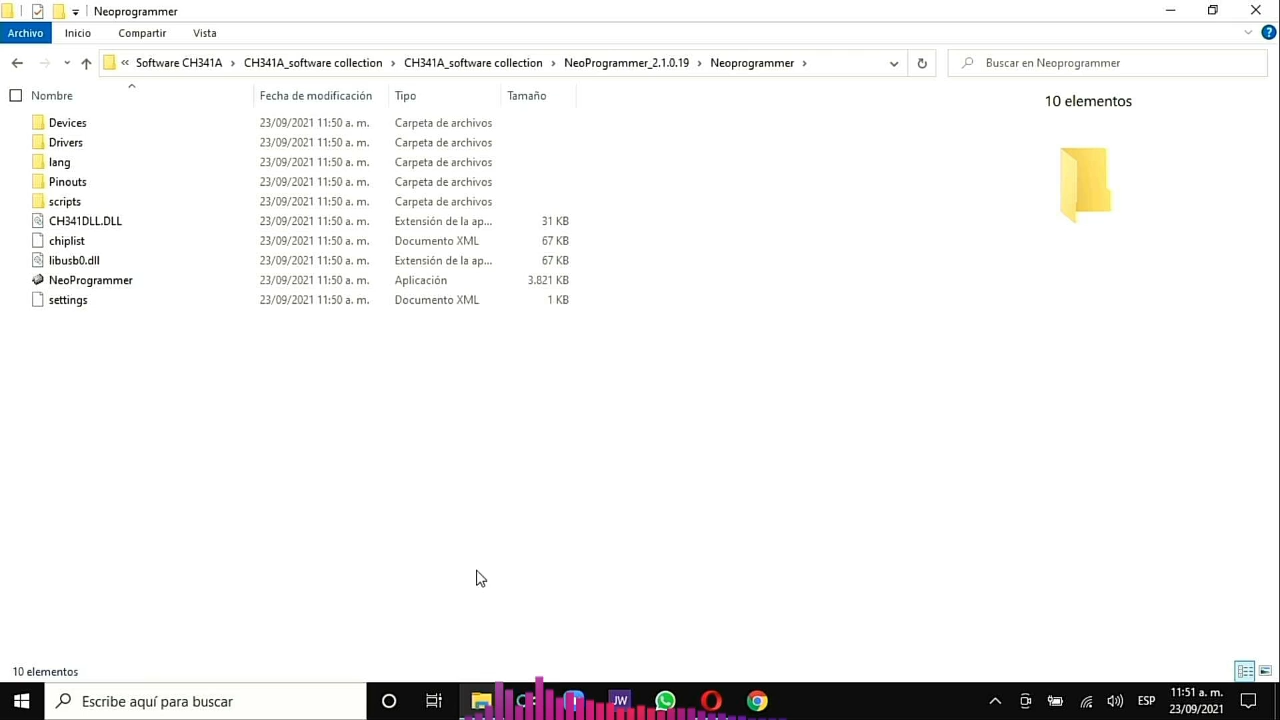 Neoprogrammer
Archivo Inicio Compartir Vista
« Software CH341A › CH341A_software collection › CH341A_software collection › NeoProgrammer_2.1.0.19 › Neoprogrammer ›
Buscar en Neoprogrammer
Nombre Fecha de modificación Tipo Tamaño
10 elementos
Devices 23/09/2021 11:50 a. m. Carpeta de archivos
Drivers 23/09/2021 11:50 a. m. Carpeta de archivos
lang 23/09/2021 11:50 a. m. Carpeta de archivos
Pinouts 23/09/2021 11:50 a. m. Carpeta de archivos
scripts 23/09/2021 11:50 a. m. Carpeta de archivos
CH341DLL.DLL 23/09/2021 11:50 a. m. Extensión de la ap... 31 KB
chiplist 23/09/2021 11:50 a. m. Documento XML 67 KB
libusb0.dll 23/09/2021 11:50 a. m. Extensión de la ap... 67 KB
NeoProgrammer 23/09/2021 11:50 a. m. Aplicación 3.821 KB
settings 23/09/2021 11:50 a. m. Documento XML 1 KB
10 elementos
Escribe aquí para buscar
JW
ESP
11:51 a. m.
23/09/2021